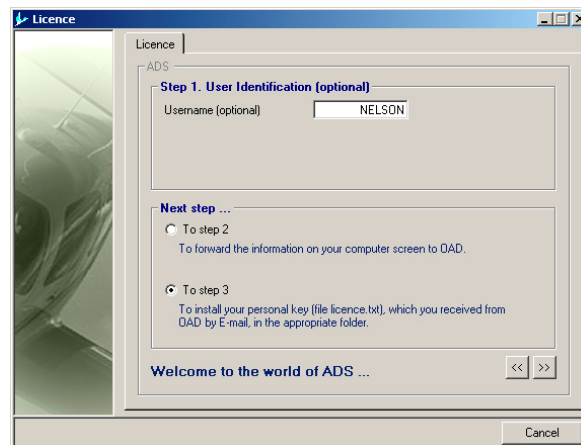 Licence
Licence
ADS
Step 1. User Identification (optional)
Username (optional)
NELSON
Next step ...
To step 2
To forward the information on your computer screen to OAD.
To step 3
To install your personal key (file licence.txt), which you received from
OAD by E-mail, in the appropriate folder.
Welcome to the world of ADS ...
<< >>
Cancel